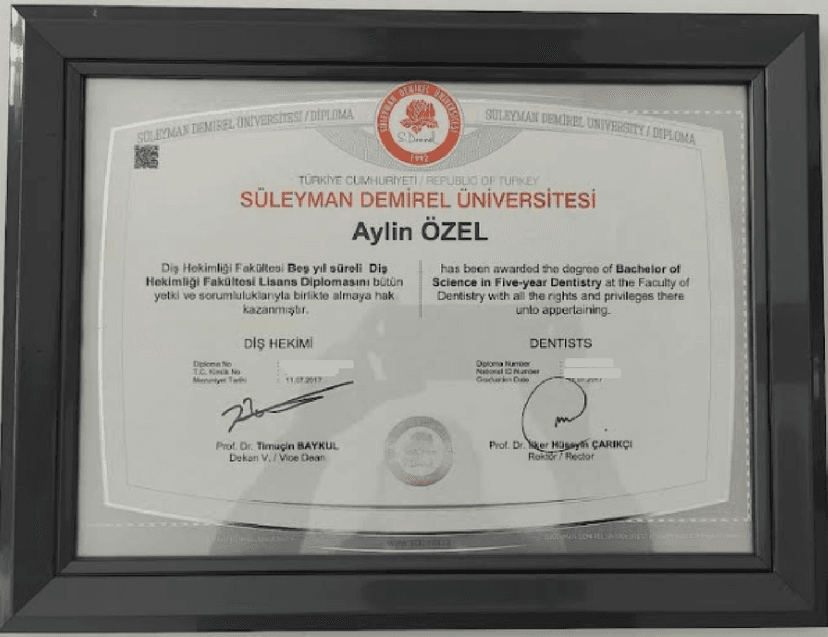 SÜLEYMAN DEMİREL ÜNİVERSİTESİ / DİPLOMA
SÜLEYMAN DEMİREL UNIVERSITY / DIPLOMA
SÜLEYMAN DEMİREL ÜNİVERSİTESİ
S. Demirel
1992
TÜRKİYE CUMHURİYETİ / REPUBLIC OF TURKEY
SÜLEYMAN DEMİREL ÜNİVERSİTESİ
Aylin ÖZEL
Diş Hekimliği Fakültesi Beş yıl süreli Diş
Hekimliği Fakültesi Lisans Diplomasını bütün
yetki ve sorumluluklarıyla birlikte almaya hak
kazanmıştır.
has been awarded the degree of Bachelor of
Science in Five-year Dentistry at the Faculty of
Dentistry with all the rights and privileges there
unto appertaining.
DİŞ HEKİMİ
Diploma No :
T.C. Kimlik No :
Mezuniyet Tarihi : 11.07.2017
DENTISTS
Diploma Number :
National ID Number :
Graduation Date : 11.07.2017
Prof. Dr. Timuçin BAYKUL
Dekan V. / Vice Dean
Prof. Dr. İlker Hüseyin ÇARIKÇI
Rektör / Rector